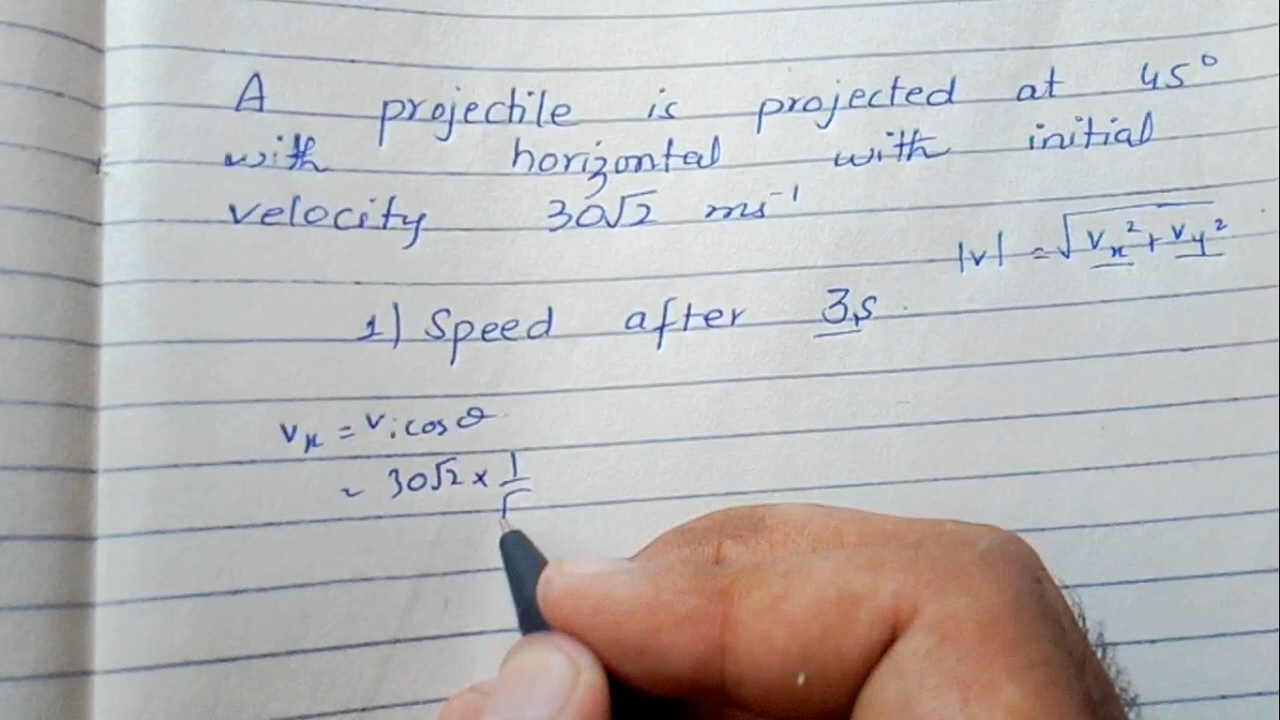 A projectile is projected at 45°
with horizontal with initial
velocity 30√2 ms⁻¹
|v| = √(vₓ² + v_y²)
1) Speed after 3s.
vₓ = vᵢ cos θ
= 30√2 × 1/√